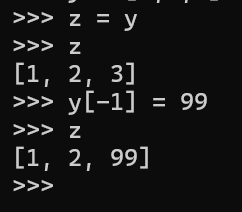 >>> z = y
>>> z
[1, 2, 3]
>>> y[-1] = 99
>>> z
[1, 2, 99]
>>>